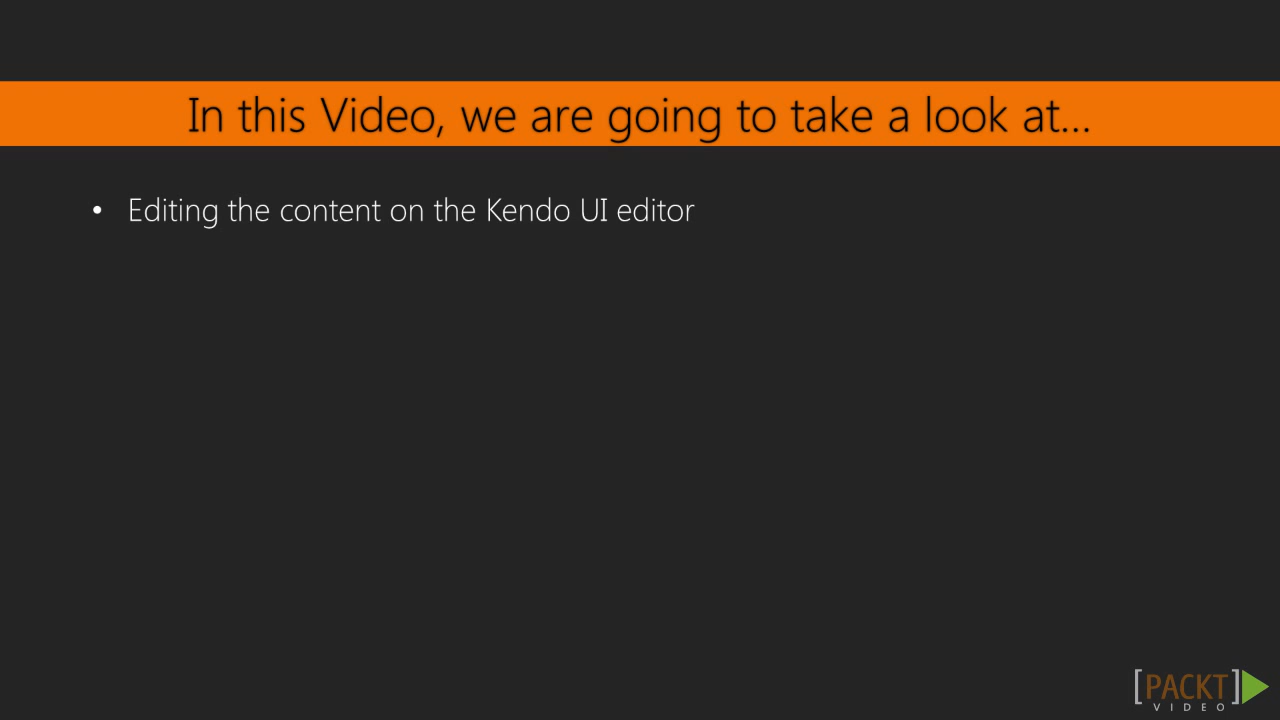 In this Video, we are going to take a look at...
• Editing the content on the Kendo UI editor
[PACKT]
VIDEO